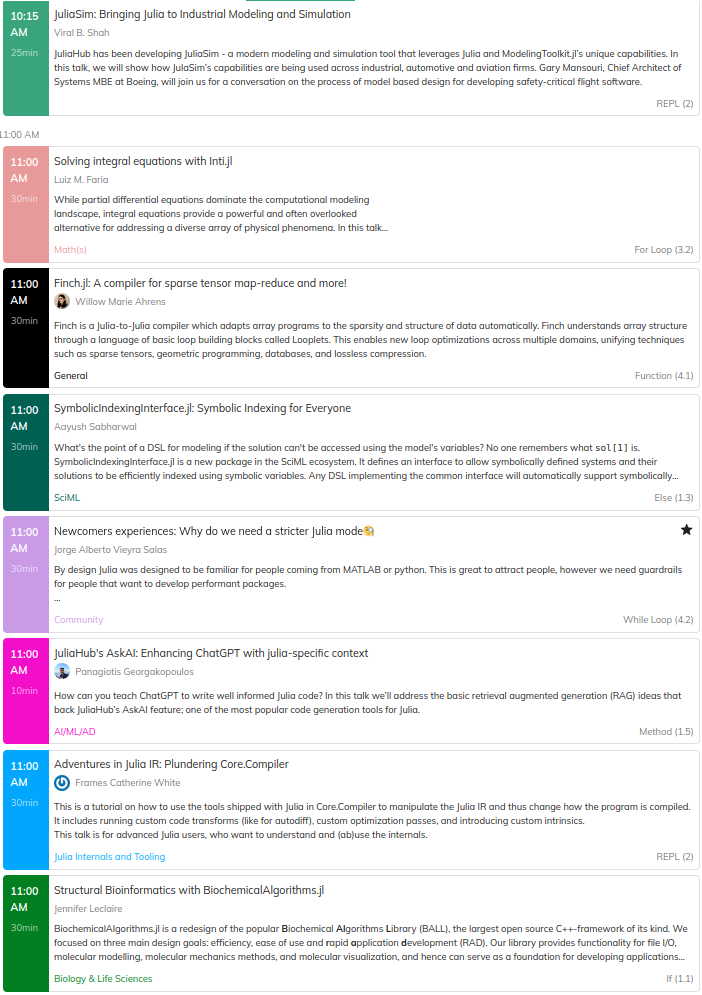 10:15
AM
25min
JuliaSim: Bringing Julia to Industrial Modeling and Simulation
Viral B. Shah
JuliaHub has been developing JuliaSim - a modern modeling and simulation tool that leverages Julia and ModelingToolkit.jl's unique capabilities. In
this talk, we will show how JulaSim's capabilities are being used across industrial, automotive and aviation firms. Gary Mansouri, Chief Architect of
Systems MBE at Boeing, will join us for a conversation on the process of model based design for developing safety-critical flight software.
REPL (2)
11:00 AM
11:00
AM
30min
Solving integral equations with Inti.jl
Luiz M. Faria
While partial differential equations dominate the computational modeling
landscape, integral equations provide a powerful and often overlooked
alternative for addressing a diverse array of physical phenomena. In this talk...
Math(s)
For Loop (3.2)
11:00
AM
30min
Finch.jl: A compiler for sparse tensor map-reduce and more!
Willow Marie Ahrens
Finch is a Julia-to-Julia compiler which adapts array programs to the sparsity and structure of data automatically. Finch understands array structure
through a language of basic loop building blocks called Looplets. This enables new loop optimizations across multiple domains, unifying techniques
such as sparse tensors, geometric programming, databases, and lossless compression.
General
Function (4.1)
11:00
AM
30min
SymbolicIndexingInterface.jl: Symbolic Indexing for Everyone
Aayush Sabharwal
What's the point of a DSL for modeling if the solution can't be accessed using the model's variables? No one remembers what sol[1] is.
SymbolicIndexingInterface.jl is a new package in the SciML ecosystem. It defines an interface to allow symbolically defined systems and their
solutions to be efficiently indexed using symbolic variables. Any DSL implementing the common interface will automatically support symbolically...
SciML
Else (1.3)
11:00
AM
30min
Newcomers experiences: Why do we need a stricter Julia mode🧐
Jorge Alberto Vieyra Salas
By design Julia was designed to be familiar for people coming from MATLAB or python. This is great to attract people, however we need guardrails
for people that want to develop performant packages.
...
Community
While Loop (4.2)
11:00
AM
10min
JuliaHub's AskAI: Enhancing ChatGPT with julia-specific context
Panagiotis Georgakopoulos
How can you teach ChatGPT to write well informed Julia code? In this talk we'll address the basic retrieval augmented generation (RAG) ideas that
back JuliaHub's AskAI feature; one of the most popular code generation tools for Julia.
AI/ML/AD
Method (1.5)
11:00
AM
30min
Adventures in Julia IR: Plundering Core.Compiler
Frames Catherine White
This is a tutorial on how to use the tools shipped with Julia in Core.Compiler to manipulate the Julia IR and thus change how the program is compiled.
It includes running custom code transforms (like for autodiff), custom optimization passes, and introducing custom intrinsics.
This talk is for advanced Julia users, who want to understand and (ab)use the internals.
Julia Internals and Tooling
REPL (2)
11:00
AM
30min
Structural Bioinformatics with BiochemicalAlgorithms.jl
Jennifer Leclaire
BiochemicalAlgorithms.jl is a redesign of the popular Biochemical Algorithms Library (BALL), the largest open source C++-framework of its kind. We
focused on three main design goals: efficiency, ease of use and rapid application development (RAD). Our library provides functionality for file I/O,
molecular modelling, molecular mechanics methods, and molecular visualization, and hence can serve as a foundation for developing applications...
Biology & Life Sciences
If (1.1)